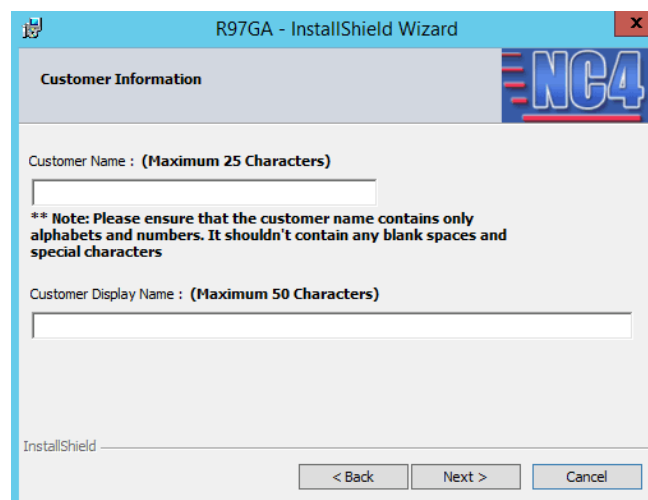 R97GA - InstallShield Wizard
x
Customer Information
NC4
Customer Name : (Maximum 25 Characters)
** Note: Please ensure that the customer name contains only
alphabets and numbers. It shouldn't contain any blank spaces and
special characters
Customer Display Name : (Maximum 50 Characters)
InstallShield
< Back Next > Cancel